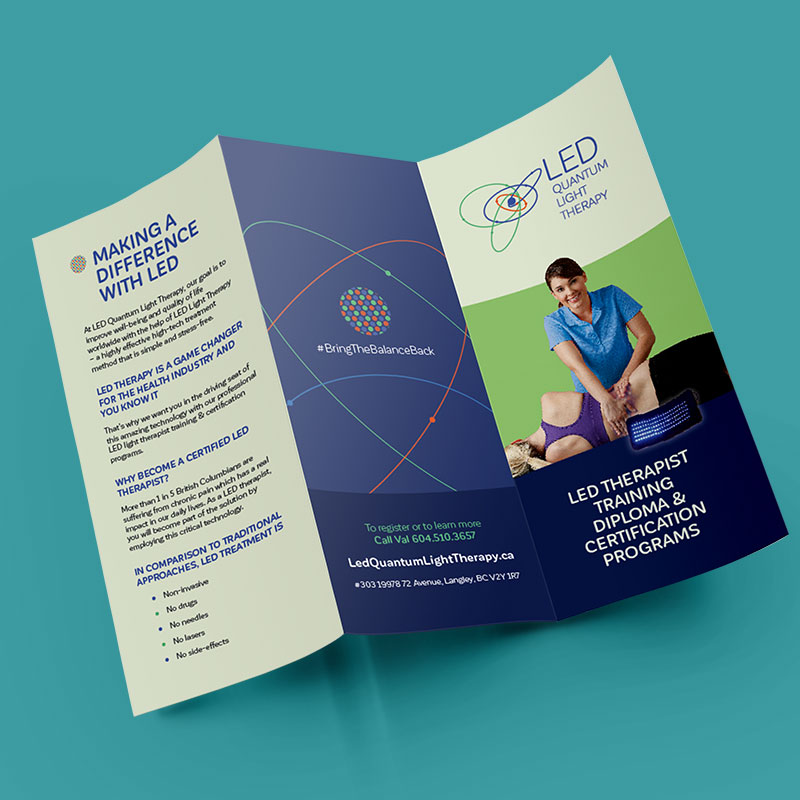 MAKING A
DIFFERENCE
WITH LED
At LED Quantum Light Therapy, our goal is to
improve well-being and quality of life
worldwide with the help of LED Light Therapy
– a highly effective high-tech treatment
method that is simple and stress-free.
LED THERAPY IS A GAME CHANGER
FOR THE HEALTH INDUSTRY AND
YOU KNOW IT
That's why we want you in the driving seat of
this amazing technology with our professional
LED light therapist training & certification
programs.
WHY BECOME A CERTIFIED LED
THERAPIST?
More than 1 in 5 British Columbians are
suffering from chronic pain which has a real
impact in our daily lives. As a LED therapist,
you will become part of the solution by
employing this critical technology.
IN COMPARISON TO TRADITIONAL
APPROACHES, LED TREATMENT IS
• Non-invasive
• No drugs
• No needles
• No lasers
• No side-effects
#BringTheBalanceBack
To register or to learn more
Call Val 604.510.3657
LedQuantumLightTherapy.ca
#303 19978 72 Avenue, Langley, BC V2Y 1R7
LED
QUANTUM
LIGHT
THERAPY
LED THERAPIST
TRAINING
DIPLOMA &
CERTIFICATION
PROGRAMS